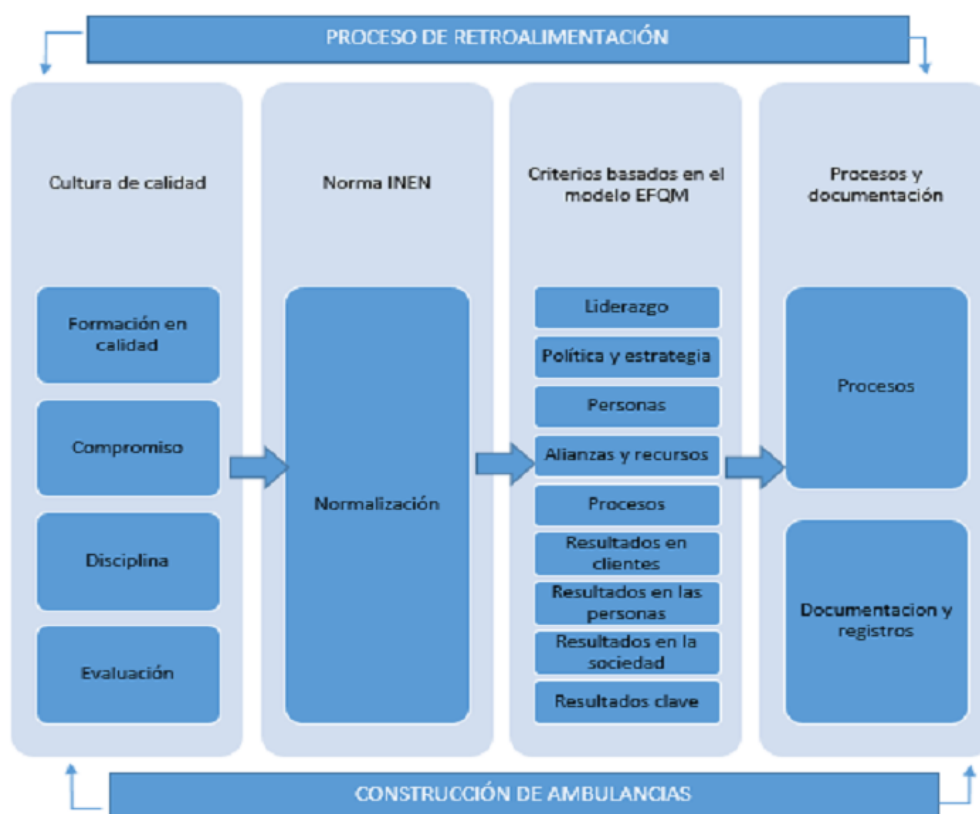 PROCESO DE RETROALIMENTACIÓN
Cultura de calidad
Formación en
calidad
Compromiso
Disciplina
Evaluación
Norma INEN
Normalización
Criterios basados en el
modelo EFQM
Liderazgo
Política y estrategia
Personas
Alianzas y recursos
Procesos
Resultados en
clientes
Resultados en las
personas
Resultados en la
sociedad
Resultados clave
Procesos y
documentación
Procesos
Documentacion y
registros
CONSTRUCCIÓN DE AMBULANCIAS